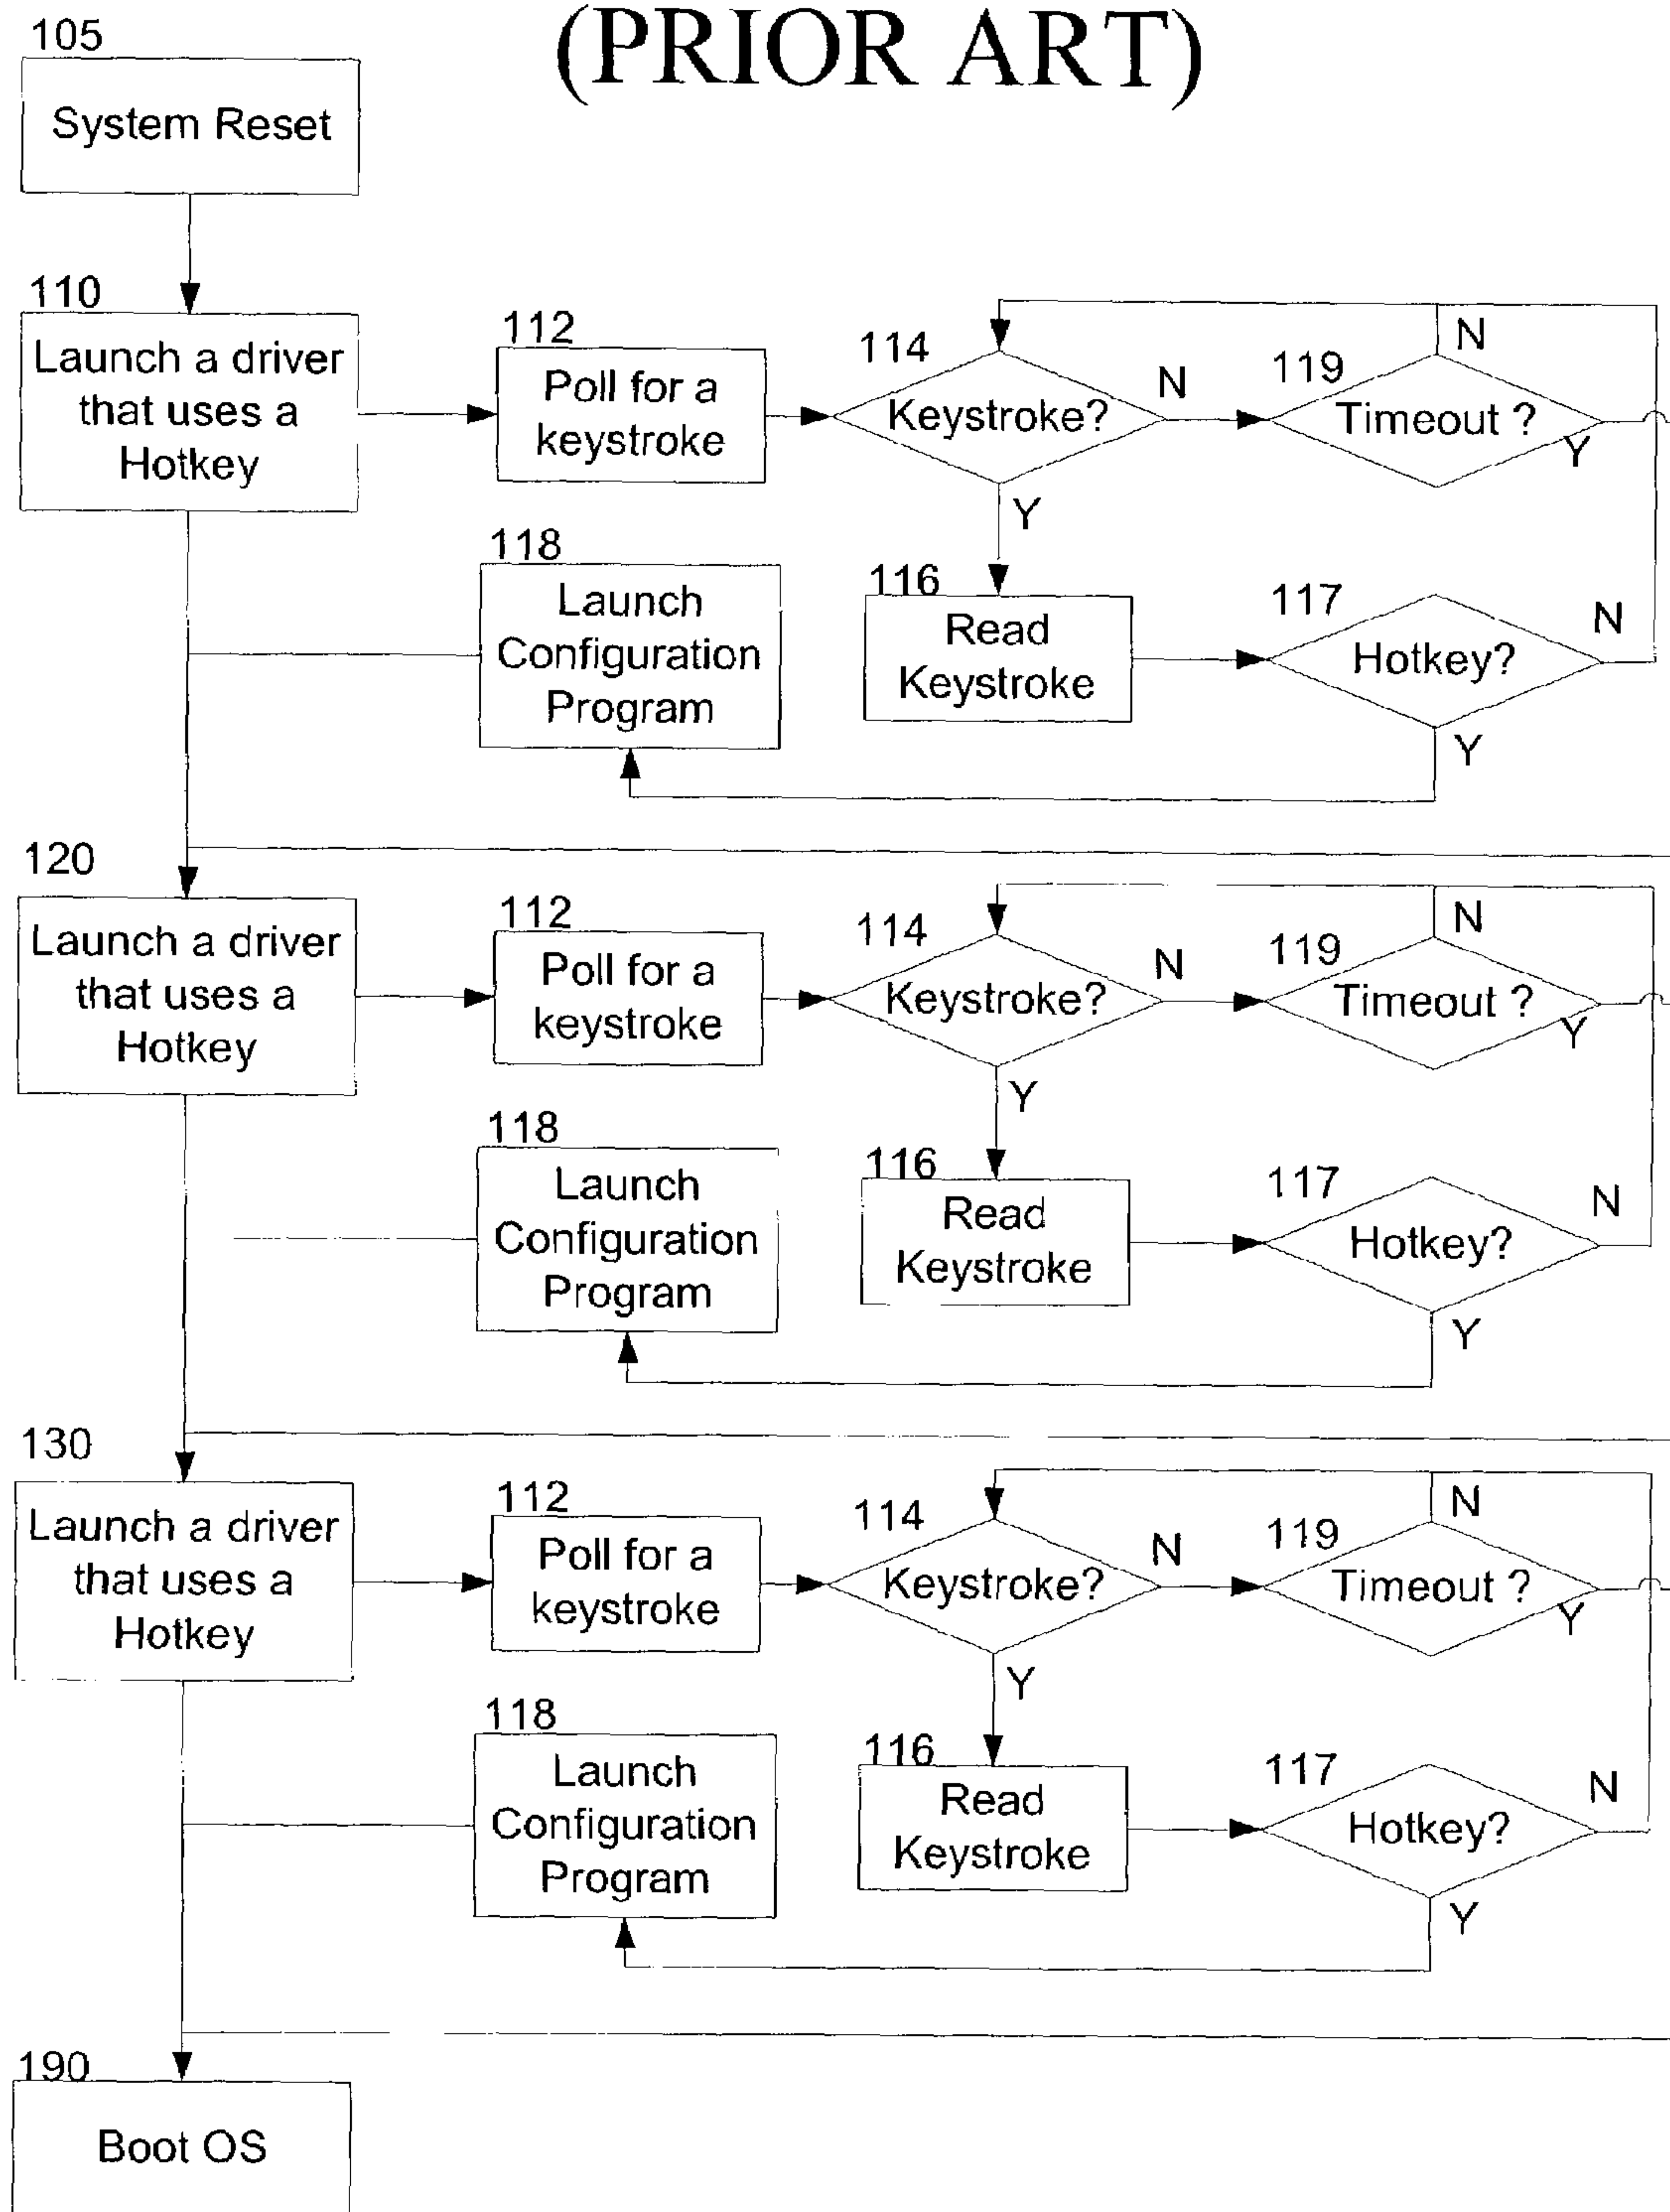 (PRIOR ART)
105
System Reset
110
Launch a driver
that uses a
Hotkey
112
Poll for a
keystroke
114
Keystroke?
N
Y
119
Timeout ?
N
Y
116
Read
Keystroke
117
Hotkey?
N
Y
118
Launch
Configuration
Program
120
Launch a driver
that uses a
Hotkey
112
Poll for a
keystroke
114
Keystroke?
N
Y
119
Timeout ?
N
Y
116
Read
Keystroke
117
Hotkey?
N
Y
118
Launch
Configuration
Program
130
Launch a driver
that uses a
Hotkey
112
Poll for a
keystroke
114
Keystroke?
N
Y
119
Timeout ?
N
Y
116
Read
Keystroke
117
Hotkey?
N
Y
118
Launch
Configuration
Program
190
Boot OS